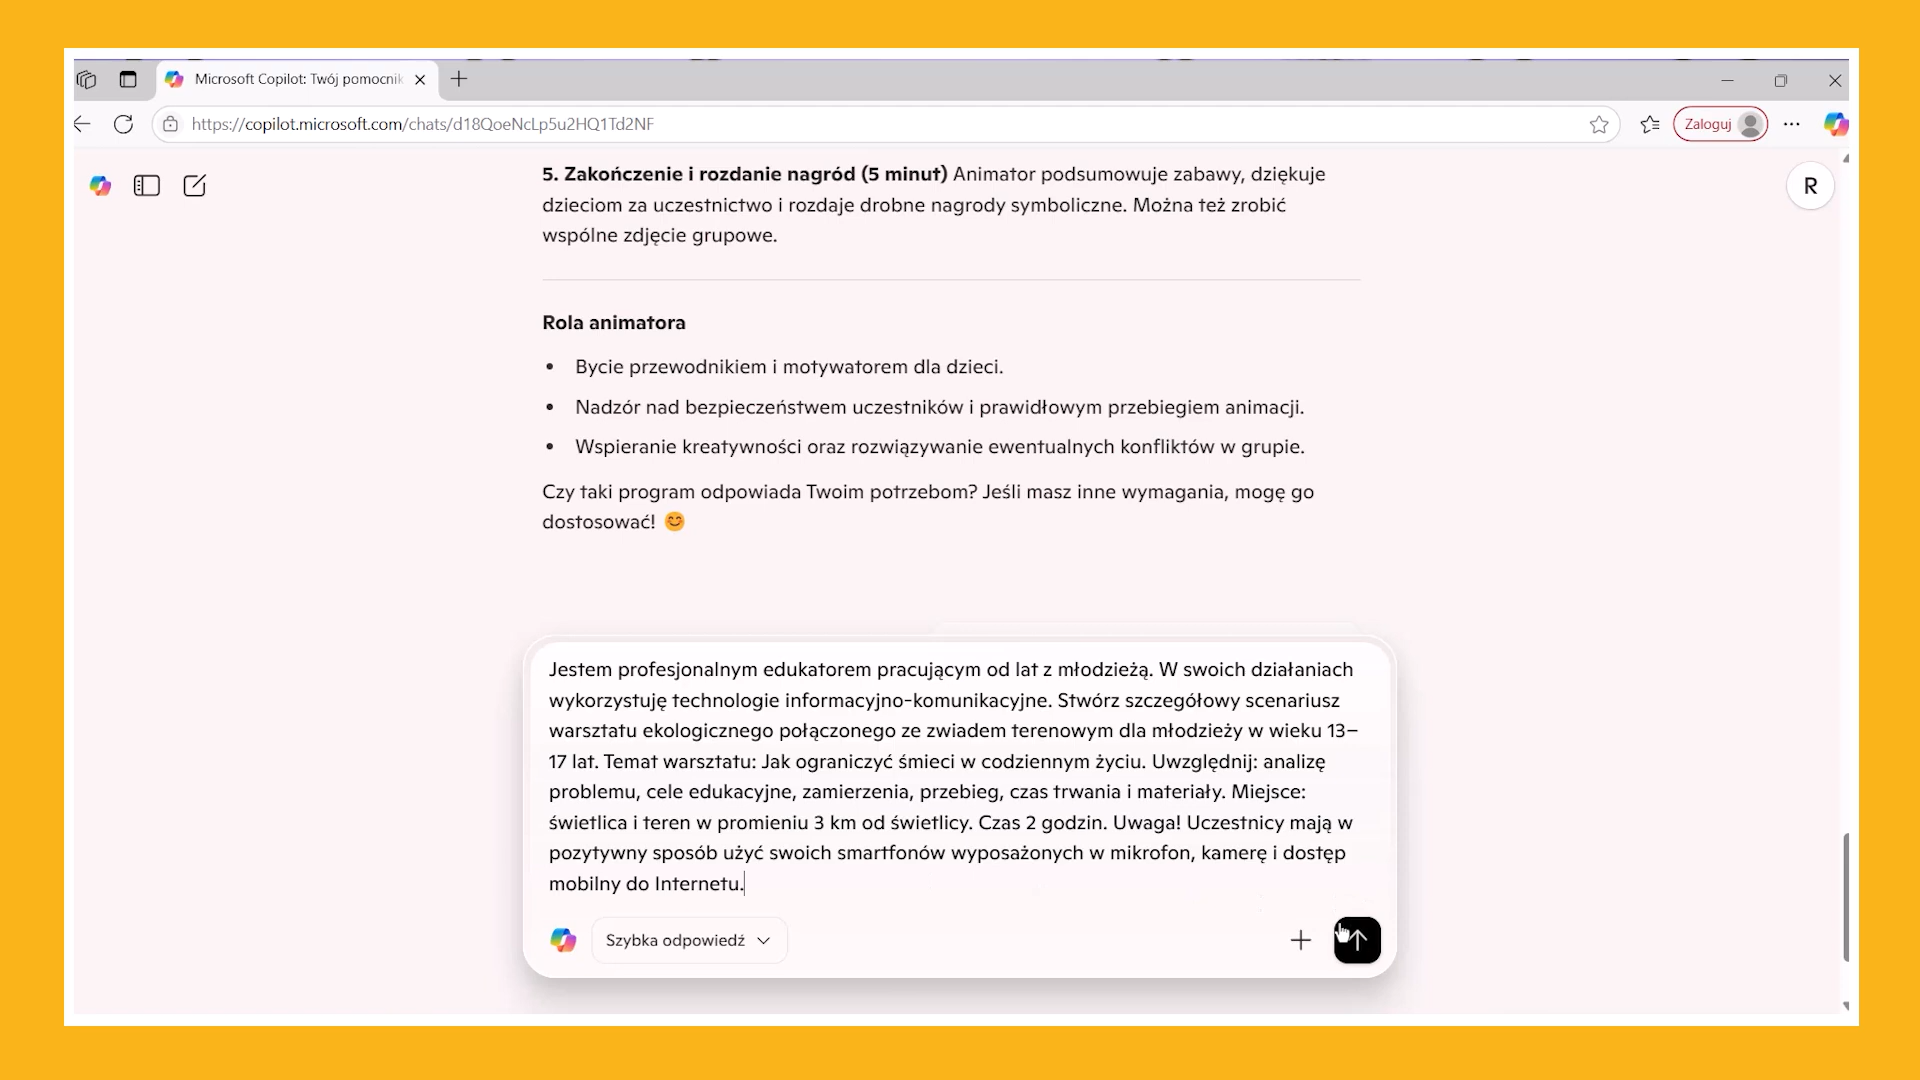 Microsoft Copilot: Twój pomocnik
https://copilot.microsoft.com/chats/d18QoeNcLp5u2HQ1Td2NF
Zaloguj
R
5. Zakończenie i rozdanie nagród (5 minut) Animator podsumowuje zabawy, dziękuje
dzieciom za uczestnictwo i rozdaje drobne nagrody symboliczne. Można też zrobić
wspólne zdjęcie grupowe.
Rola animatora
• Bycie przewodnikiem i motywatorem dla dzieci.
• Nadzór nad bezpieczeństwem uczestników i prawidłowym przebiegiem animacji.
• Wspieranie kreatywności oraz rozwiązywanie ewentualnych konfliktów w grupie.
Czy taki program odpowiada Twoim potrzebom? Jeśli masz inne wymagania, mogę go
dostosować! 😊
Jestem profesjonalnym edukatorem pracującym od lat z młodzieżą. W swoich działaniach
wykorzystuję technologie informacyjno-komunikacyjne. Stwórz szczegółowy scenariusz
warsztatu ekologicznego połączonego ze zwiadem terenowym dla młodzieży w wieku 13–
17 lat. Temat warsztatu: Jak ograniczyć śmieci w codziennym życiu. Uwzględnij: analizę
problemu, cele edukacyjne, zamierzenia, przebieg, czas trwania i materiały. Miejsce:
świetlica i teren w promieniu 3 km od świetlicy. Czas 2 godzin. Uwaga! Uczestnicy mają w
pozytywny sposób użyć swoich smartfonów wyposażonych w mikrofon, kamerę i dostęp
mobilny do Internetu.
Szybka odpowiedź